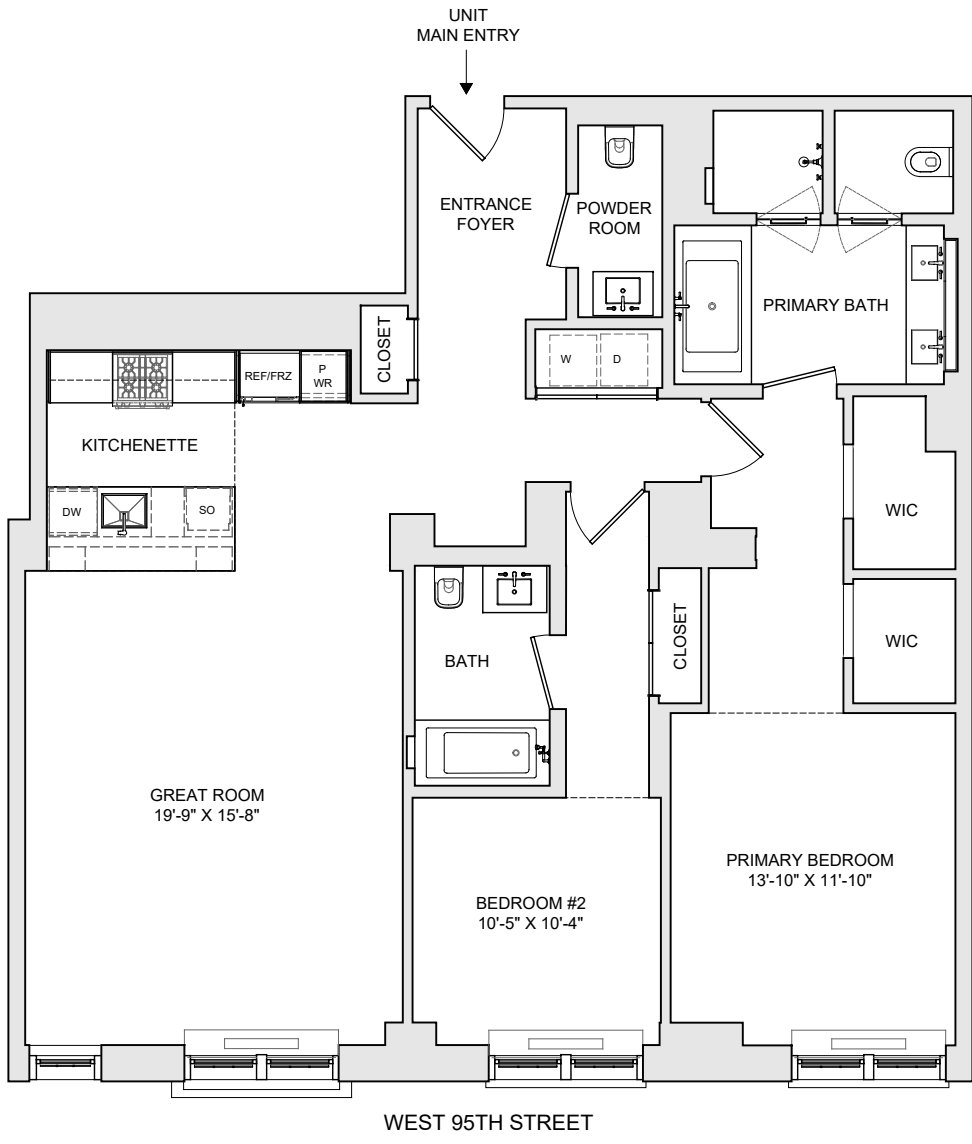 UNIT
MAIN ENTRY
ENTRANCE
FOYER
POWDER
ROOM
PRIMARY BATH
CLOSET
W
D
REF/FRZ
P
WR
KITCHENETTE
DW
SO
WIC
WIC
CLOSET
BATH
GREAT ROOM
19'-9" X 15'-8"
PRIMARY BEDROOM
13'-10" X 11'-10"
BEDROOM #2
10'-5" X 10'-4"
WEST 95TH STREET